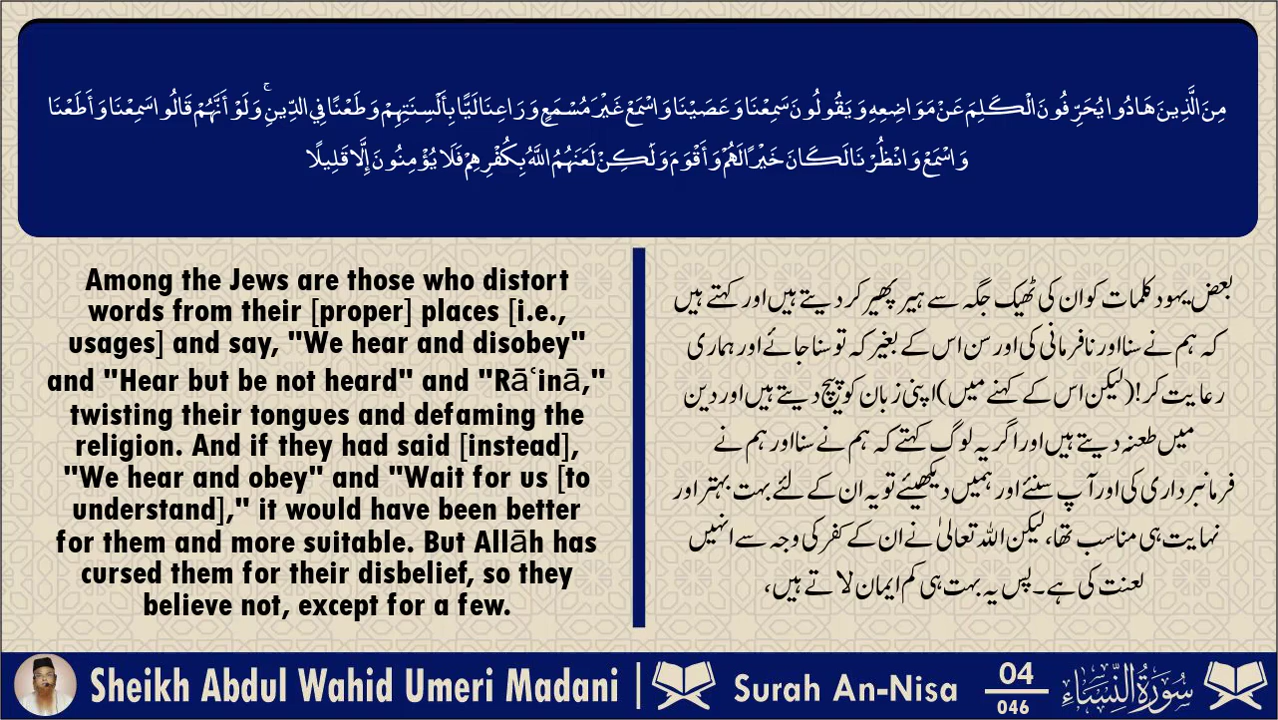 مِنَ الَّذِينَ هَادُوا يُحَرِّفُونَ الْكَلِمَ عَنْ مَوَاضِعِهِ وَيَقُولُونَ سَمِعْنَا وَعَصَيْنَا وَاسْمَعْ غَيْرَ مُسْمَعٍ وَرَاعِنَا لَيًّا بِأَلْسِنَتِهِمْ وَطَعْنًا فِي الدِّينِ ۚ وَلَوْ أَنَّهُمْ قَالُوا سَمِعْنَا وَأَطَعْنَا
وَاسْمَعْ وَانْظُرْنَا لَكَانَ خَيْرًا لَهُمْ وَأَقْوَمَ وَلَٰكِنْ لَعَنَهُمُ اللَّهُ بِكُفْرِهِمْ فَلَا يُؤْمِنُونَ إِلَّا قَلِيلًا
Among the Jews are those who distort
words from their [proper] places [i.e.,
usages] and say, "We hear and disobey"
and "Hear but be not heard" and "Rāʿinā,"
twisting their tongues and defaming the
religion. And if they had said [instead],
"We hear and obey" and "Wait for us [to
understand]," it would have been better
for them and more suitable. But Allāh has
cursed them for their disbelief, so they
believe not, except for a few.
بعض یہود کلمات کو ان کی ٹھیک جگہ سے ہیر پھیر کر دیتے ہیں اور کہتے ہیں
کہ ہم نے سنا اور نافرمانی کی اور سن اس کے بغیر کہ تو سنا جائے اور ہماری
رعایت کر! (لیکن اس کے کہنے میں) اپنی زبان کو پیچ دیتے ہیں اور دین
میں طعنہ دیتے ہیں اور اگر یہ لوگ کہتے کہ ہم نے سنا اور ہم نے
فرمانبرداری کی اور آپ سنئے اور ہمیں دیکھیئے تو یہ ان کے لئے بہت بہتر اور
نہایت ہی مناسب تھا، لیکن اللہ تعالیٰ نے ان کے کفر کی وجہ سے انہیں
لعنت کی ہے۔ پس یہ بہت ہی کم ایمان لاتے ہیں،
Sheikh Abdul Wahid Umeri Madani | Surah An-Nisa
04
046
سُورَةُ النِّسَاءِ